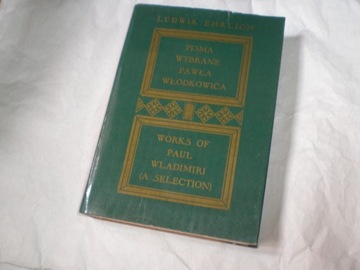 LUDWIK EHRLICH
PISMA
WYBRANE
PAWŁA
WŁODKOWICA
WORKS OF
PAUL
WLADIMIRI
(A SELECTION)